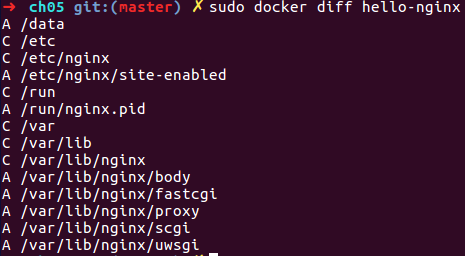 ➜ ch05 git:(master) ✗ sudo docker diff hello-nginx
A /data
C /etc
C /etc/nginx
A /etc/nginx/site-enabled
C /run
A /run/nginx.pid
C /var
C /var/lib
C /var/lib/nginx
A /var/lib/nginx/body
A /var/lib/nginx/fastcgi
A /var/lib/nginx/proxy
A /var/lib/nginx/scgi
A /var/lib/nginx/uwsgi